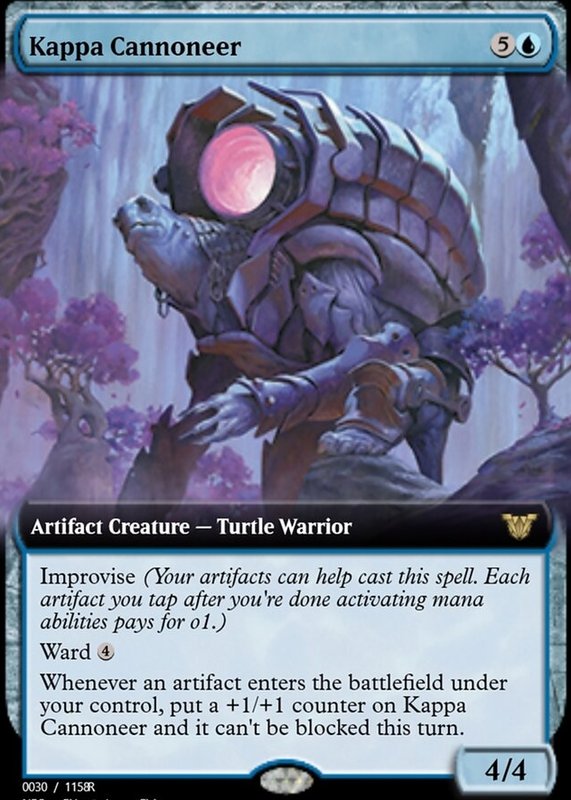 Kappa Cannoneer 5
Artifact Creature — Turtle Warrior
Improvise (Your artifacts can help cast this spell. Each
artifact you tap after you're done activating mana
abilities pays for o1.)
Ward 4
Whenever an artifact enters the battlefield under
your control, put a +1/+1 counter on Kappa
Cannoneer and it can't be blocked this turn.
4/4
0030 / 1158R